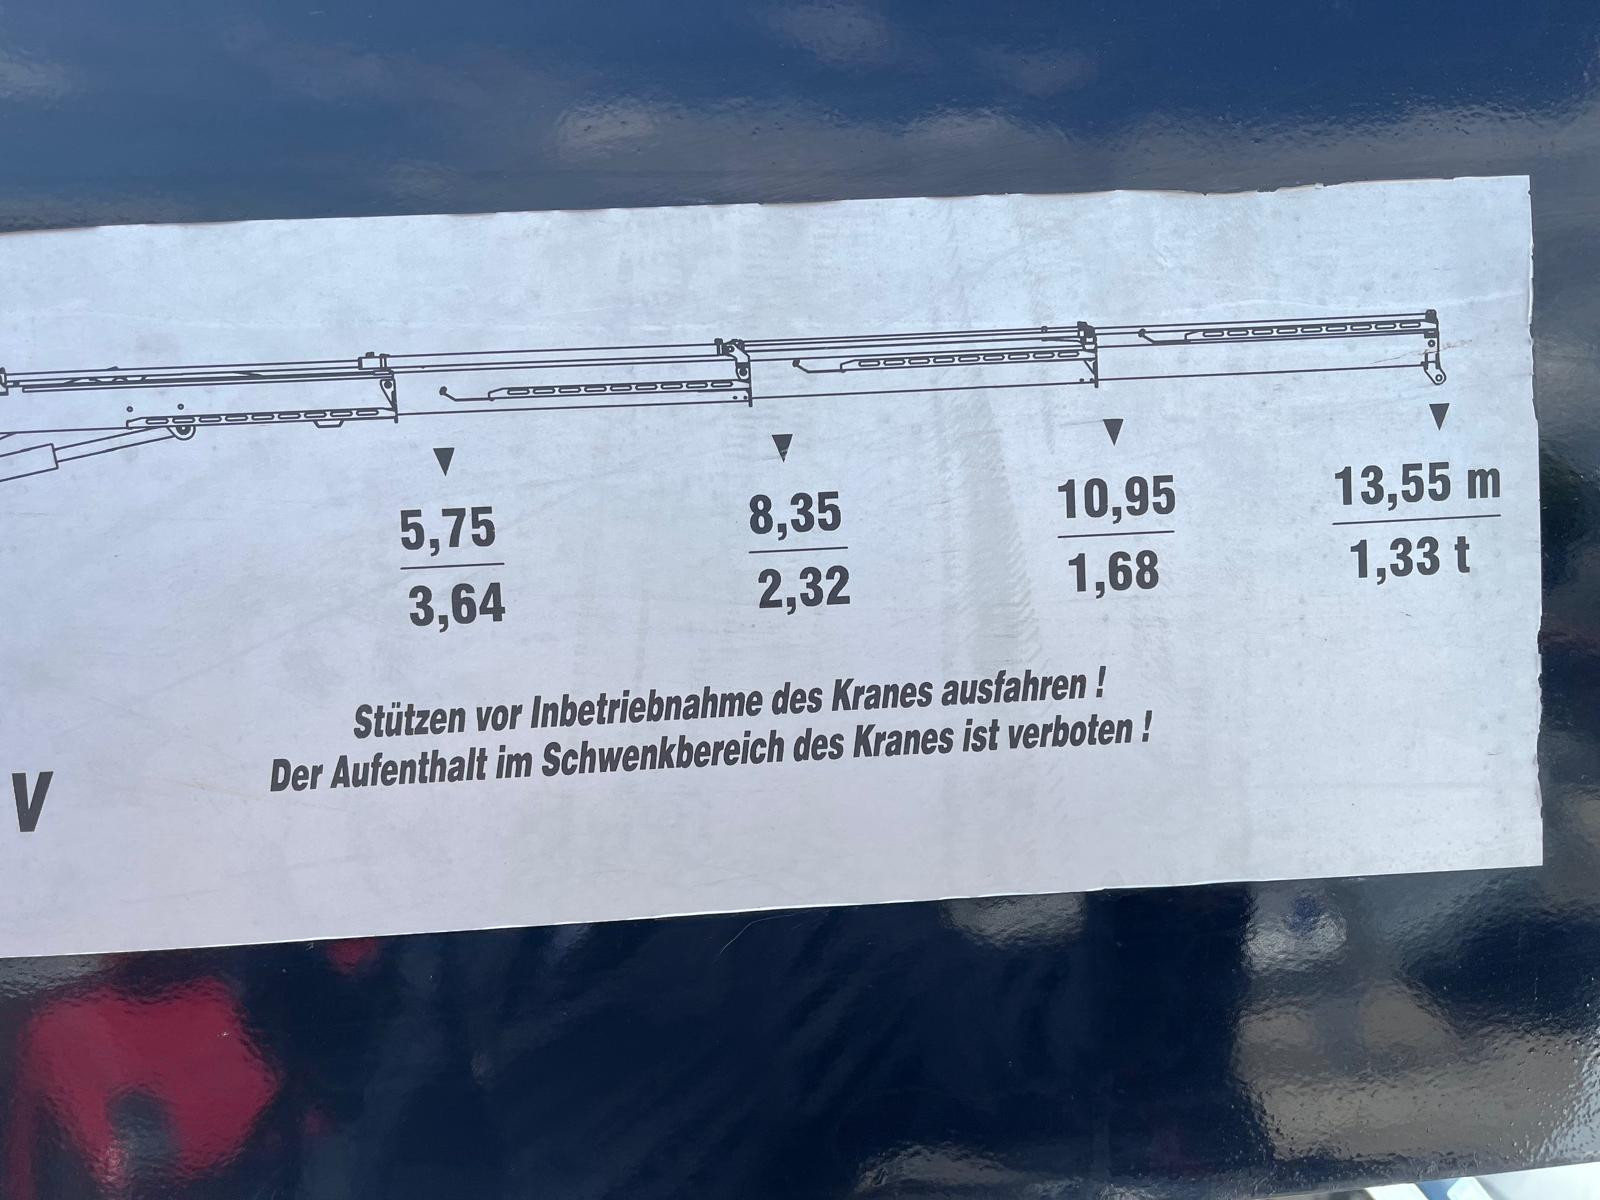 5,75 8,35 10,95 13,55 m
3,64 2,32 1,68 1,33 t
Stützen vor Inbetriebnahme des Kranes ausfahren !
Der Aufenthalt im Schwenkbereich des Kranes ist verboten !
V